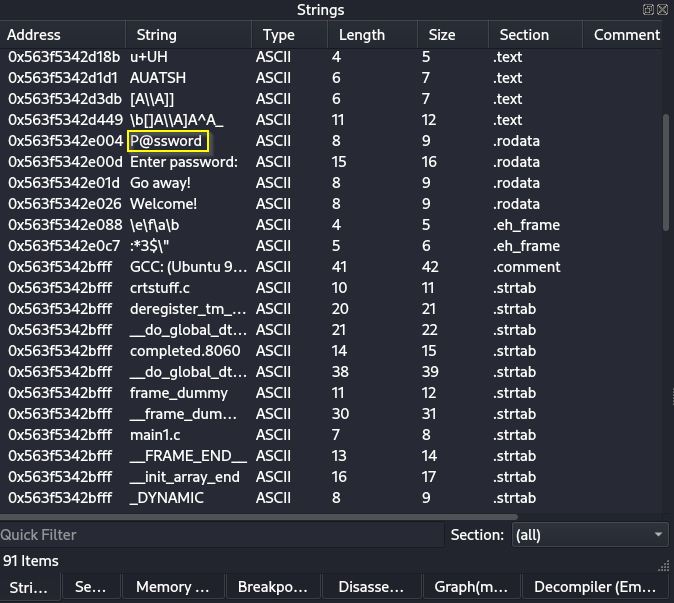 Strings
Address String Type Length Size Section Comment
0x563f5342d18b u+UH ASCII 4 5 .text
0x563f5342d1d1 AUATSH ASCII 6 7 .text
0x563f5342d3db [A\\A]] ASCII 6 7 .text
0x563f5342d449 \b[]A\\A]A^A_ ASCII 11 12 .text
0x563f5342e004 P@ssword ASCII 8 9 .rodata
0x563f5342e00d Enter password: ASCII 15 16 .rodata
0x563f5342e01d Go away! ASCII 8 9 .rodata
0x563f5342e026 Welcome! ASCII 8 9 .rodata
0x563f5342e088 \e\f\a\b ASCII 4 5 .eh_frame
0x563f5342e0c7 :*3$\" ASCII 5 6 .eh_frame
0x563f5342bfff GCC: (Ubuntu 9... ASCII 41 42 .comment
0x563f5342bfff crtstuff.c ASCII 10 11 .strtab
0x563f5342bfff deregister_tm_... ASCII 20 21 .strtab
0x563f5342bfff __do_global_dt... ASCII 21 22 .strtab
0x563f5342bfff completed.8060 ASCII 14 15 .strtab
0x563f5342bfff __do_global_dt... ASCII 38 39 .strtab
0x563f5342bfff frame_dummy ASCII 11 12 .strtab
0x563f5342bfff __frame_dum... ASCII 30 31 .strtab
0x563f5342bfff main1.c ASCII 7 8 .strtab
0x563f5342bfff __FRAME_END__ ASCII 13 14 .strtab
0x563f5342bfff __init_array_end ASCII 16 17 .strtab
0x563f5342bfff _DYNAMIC ASCII 8 9 .strtab
Quick Filter Section: (all)
91 Items
Stri... Se... Memory ... Breakpo... Disasse... Graph(m... Decompiler (Em...